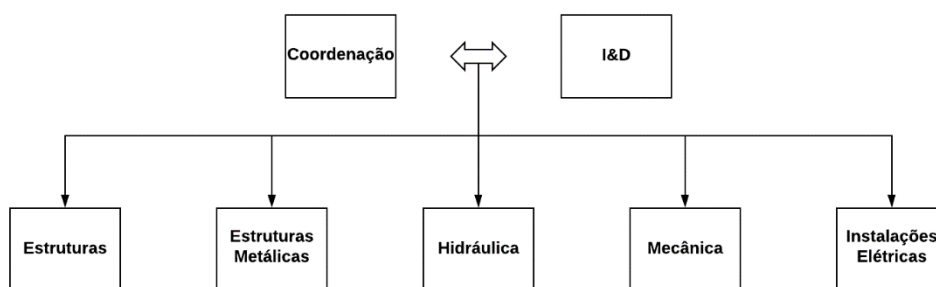 Coordenação
I&D
Estruturas
Estruturas
Metálicas
Hidráulica
Mecânica
Instalações
Elétricas